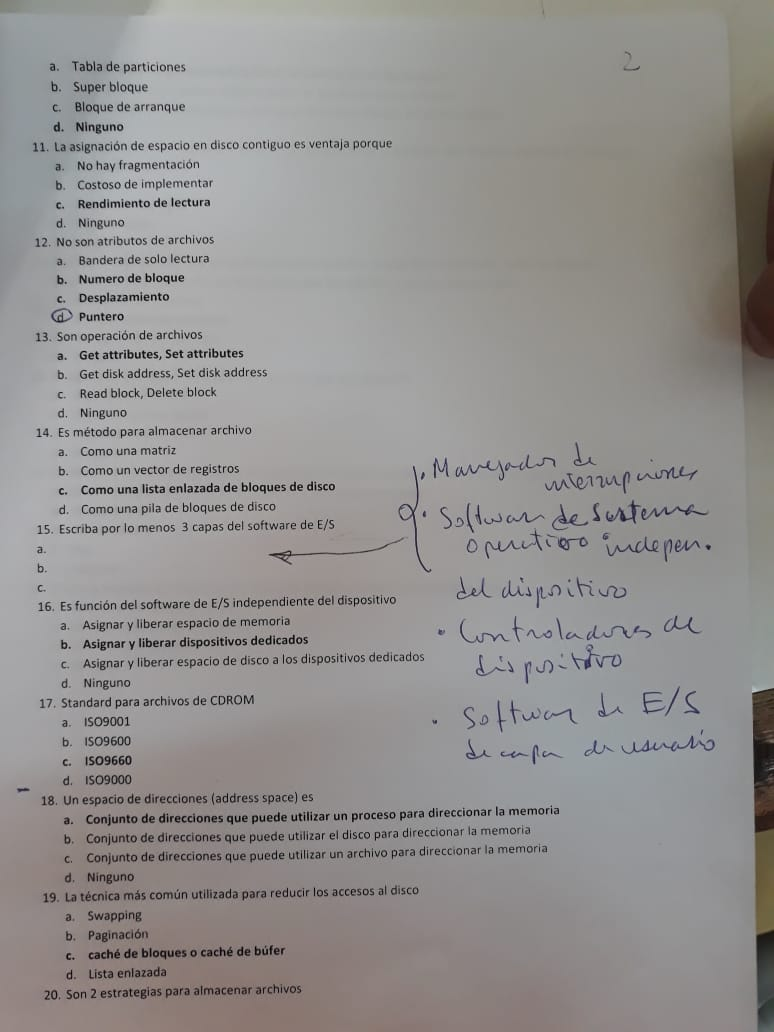 2
a. Tabla de particiones
b. Super bloque
c. Bloque de arranque
d. Ninguno
11. La asignación de espacio en disco contiguo es ventaja porque
a. No hay fragmentación
b. Costoso de implementar
c. Rendimiento de lectura
d. Ninguno
12. No son atributos de archivos
a. Bandera de solo lectura
b. Numero de bloque
c. Desplazamiento
d. Puntero
13. Son operación de archivos
a. Get attributes, Set attributes
b. Get disk address, Set disk address
c. Read block, Delete block
d. Ninguno
14. Es método para almacenar archivo
a. Como una matriz
b. Como un vector de registros
c. Como una lista enlazada de bloques de disco
d. Como una pila de bloques de disco
15. Escriba por lo menos 3 capas del software de E/S
a.
b.
c.
• Manejador de
interrupciones
• Software de Sistema
operativo indepen.
del dispositivo
• Controladores de
dispositivo
• Software de E/S
de capa de usuario
16. Es función del software de E/S independiente del dispositivo
a. Asignar y liberar espacio de memoria
b. Asignar y liberar dispositivos dedicados
c. Asignar y liberar espacio de disco a los dispositivos dedicados
d. Ninguno
17. Standard para archivos de CDROM
a. ISO9001
b. ISO9600
c. ISO9660
d. ISO9000
18. Un espacio de direcciones (address space) es
a. Conjunto de direcciones que puede utilizar un proceso para direccionar la memoria
b. Conjunto de direcciones que puede utilizar el disco para direccionar la memoria
c. Conjunto de direcciones que puede utilizar un archivo para direccionar la memoria
d. Ninguno
19. La técnica más común utilizada para reducir los accesos al disco
a. Swapping
b. Paginación
c. caché de bloques o caché de búfer
d. Lista enlazada
20. Son 2 estrategias para almacenar archivos